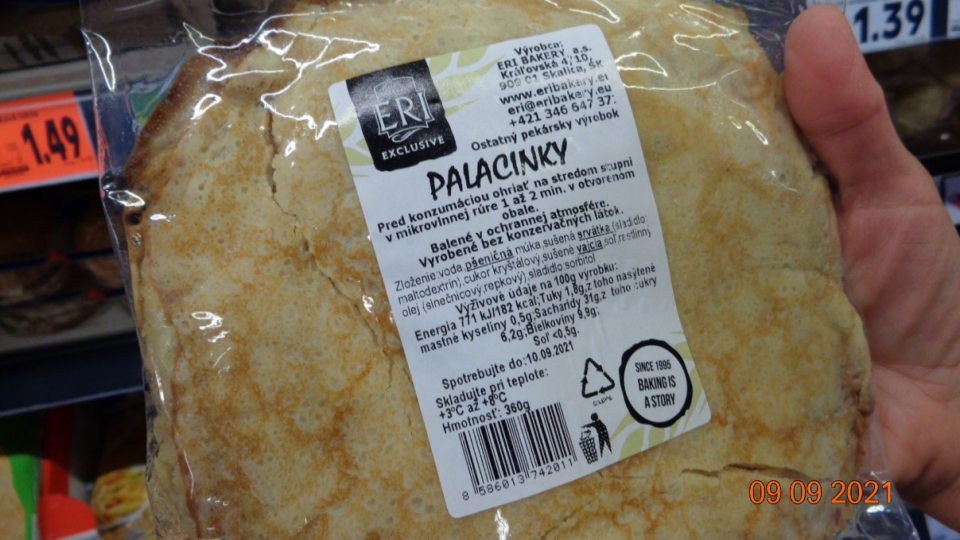 1.39
1.49
ERI
EXCLUSIVE
Výrobca:
ERI BAKERY, a.s.
Kráľovská 4/10,
909 01 Skalica, SK
www.eribakery.eu
eri@eribakery.eu
+421 346 647 37
Ostatný pekársky výrobok
PALACINKY
Pred konzumáciou ohriať na stredom stupni
v mikrovlnnej rúre 1 až 2 min. v otvorenom
obale.
Balené v ochrannej atmosfére.
Vyrobené bez konzervačných látok.
Zloženie:voda,pšeničná múka,sušená srvátka,(sladidlo:
maltodextrín),cukor kryštálový,sušené vajcia,soľ,rastlinný
olej (slnečnicový,repkový),sladidlo sorbitol
Výživové údaje na 100g výrobku:
Energia 771 kJ/182 kcal;Tuky 1,8g,z toho nasýtené
mastné kyseliny 0,5g;Sacharidy 31g,z toho cukry
6,2g;Bielkoviny 9,9g;
Soľ <0,5g.
Spotrebujte do:10.09.2021
Skladujte pri teplote:
+3ºC až +8ºC
Hmotnosť: 360g
8 586013 742011
SINCE 1995
BAKING IS
A STORY
09 09 2021